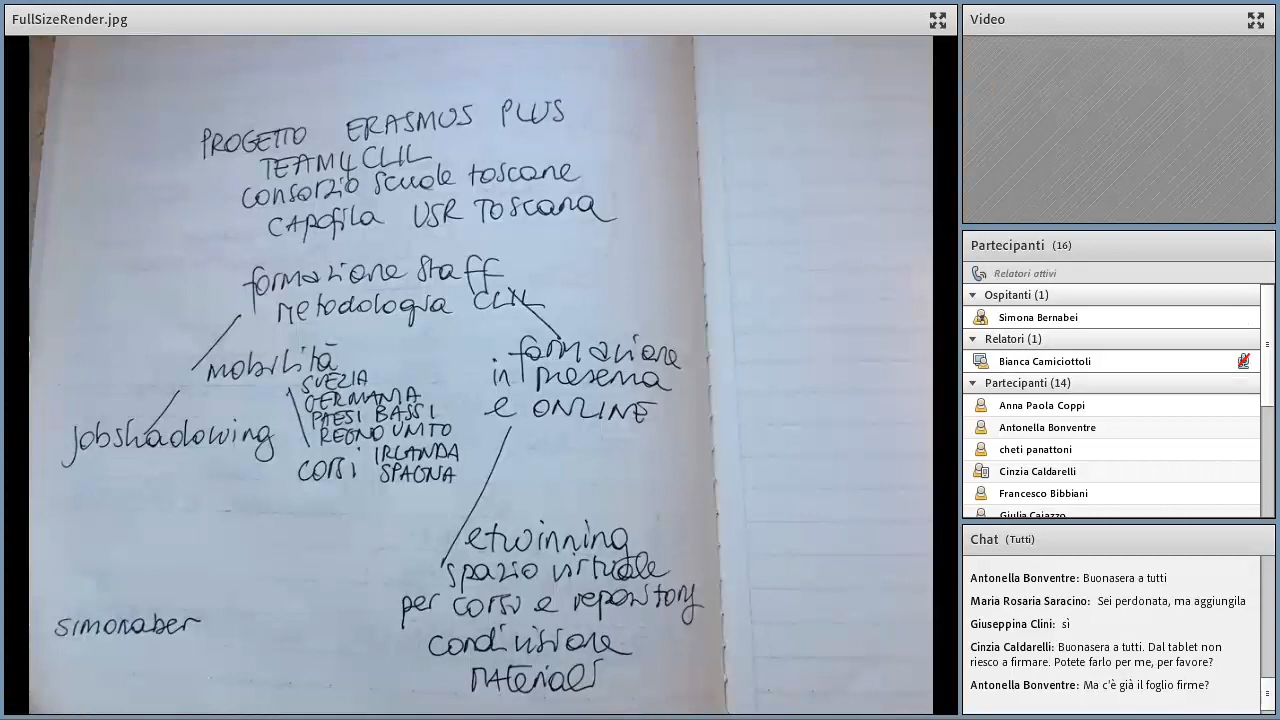 FullSizeRender.jpg
PROGETTO ERASMUS PLUS
TEAM4CLIL
consorzio scuole toscane
CAPofila USR Toscana
formazione staff
metodologia CLIL
mobilità
SVEZIA
GERMANIA
PAESI BASSI
REGNO UNITO
IRLANDA
corsi SPAGNA
jobshadowing
formazione
in presenza
e ONLINE
etwinning
spazio virtuale
per corsi e repository
condivisione
materiali
simonaber
Video
Partecipanti (16)
Relatori attivi
Ospitanti (1)
Simona Bernabei
Relatori (1)
Bianca Camiciottoli
Partecipanti (14)
Anna Paola Coppi
Antonella Bonventre
cheti panattoni
Cinzia Caldarelli
Francesco Bibbiani
Giulia Caiazzo
Chat (Tutti)
Antonella Bonventre: Buonasera a tutti
Maria Rosaria Saracino: Sei perdonata, ma aggiungila
Giuseppina Clini: sì
Cinzia Caldarelli: Buonasera a tutti. Dal tablet non
riesco a firmare. Potete farlo per me, per favore?
Antonella Bonventre: Ma c'è già il foglio firme?